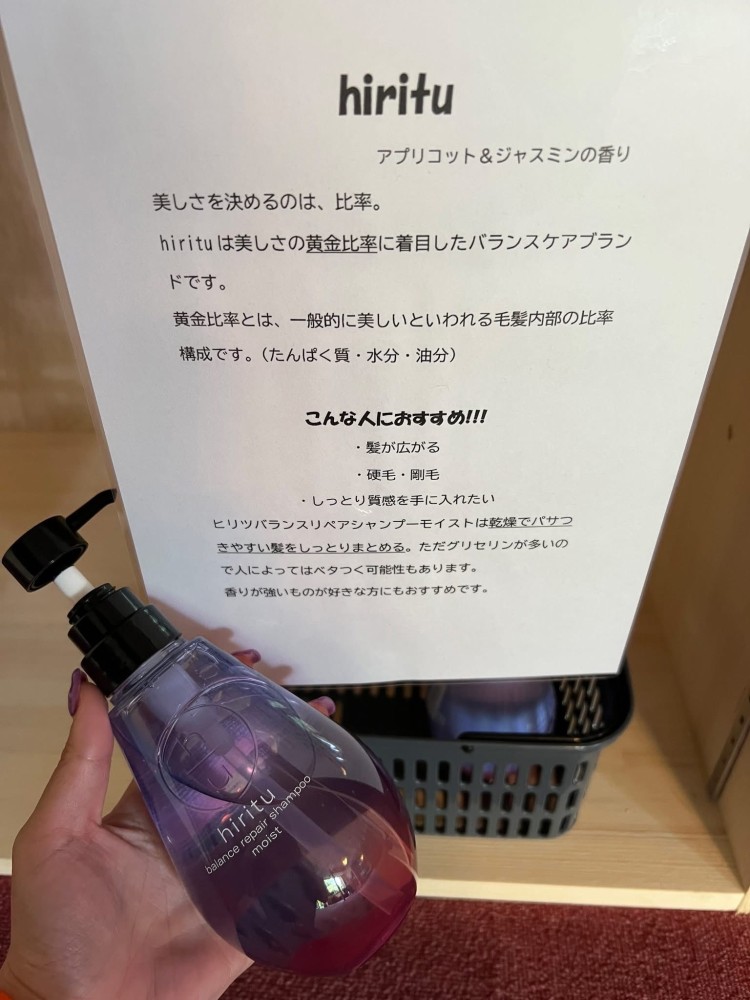 hiritu
アプリコット＆ジャスミンの香り
美しさを決めるのは、比率。
hirituは美しさの黄金比率に着目したバランスケアブラン
ドです。
黄金比率とは、一般的に美しいといわれる毛髪内部の比率
構成です。（たんぱく質・水分・油分）
こんな人におすすめ!!!
・髪が広がる
・硬毛・剛毛
・しっとり質感を手に入れたい
ヒリツバランスリペアシャンプーモイストは乾燥でパサつ
きやすい髪をしっとりまとめる。ただグリセリンが多いの
で人によってはベタつく可能性もあります。
香りが強いものが好きな方にもおすすめです。
hiritu
balance repair shampoo
moist